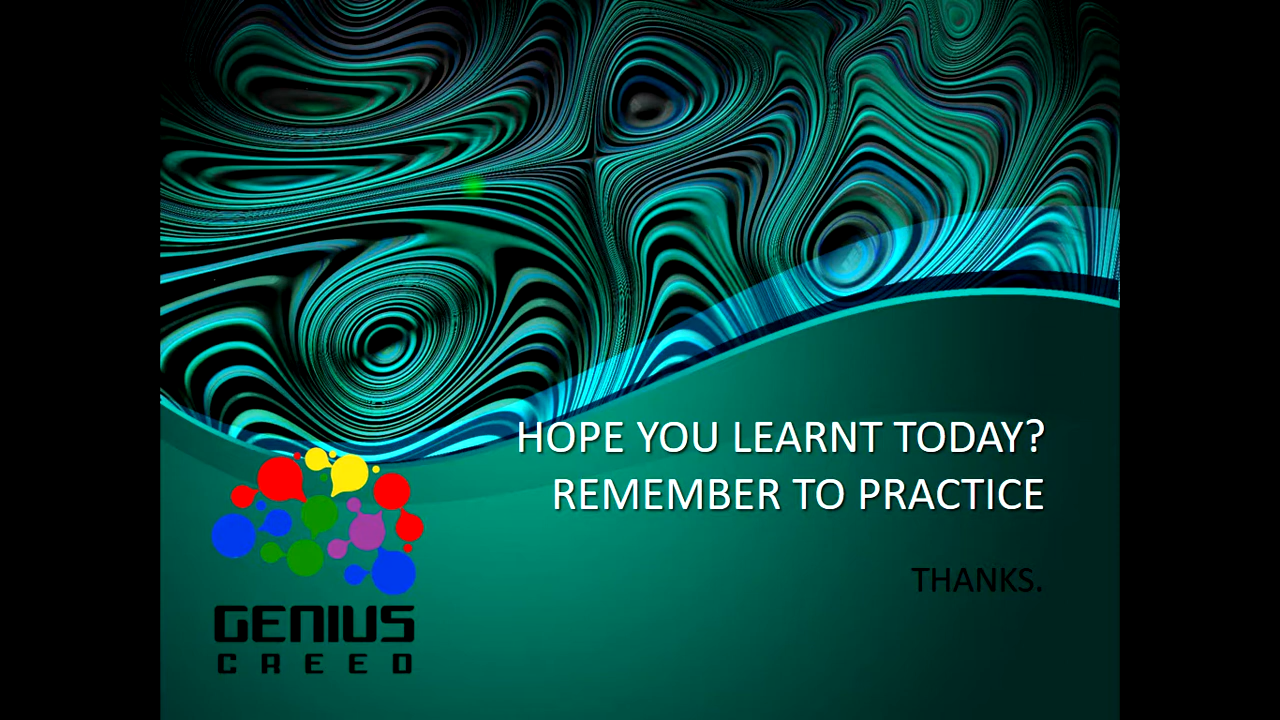 HOPE YOU LEARNT TODAY?
REMEMBER TO PRACTICE
THANKS.
GENIUS
CREED